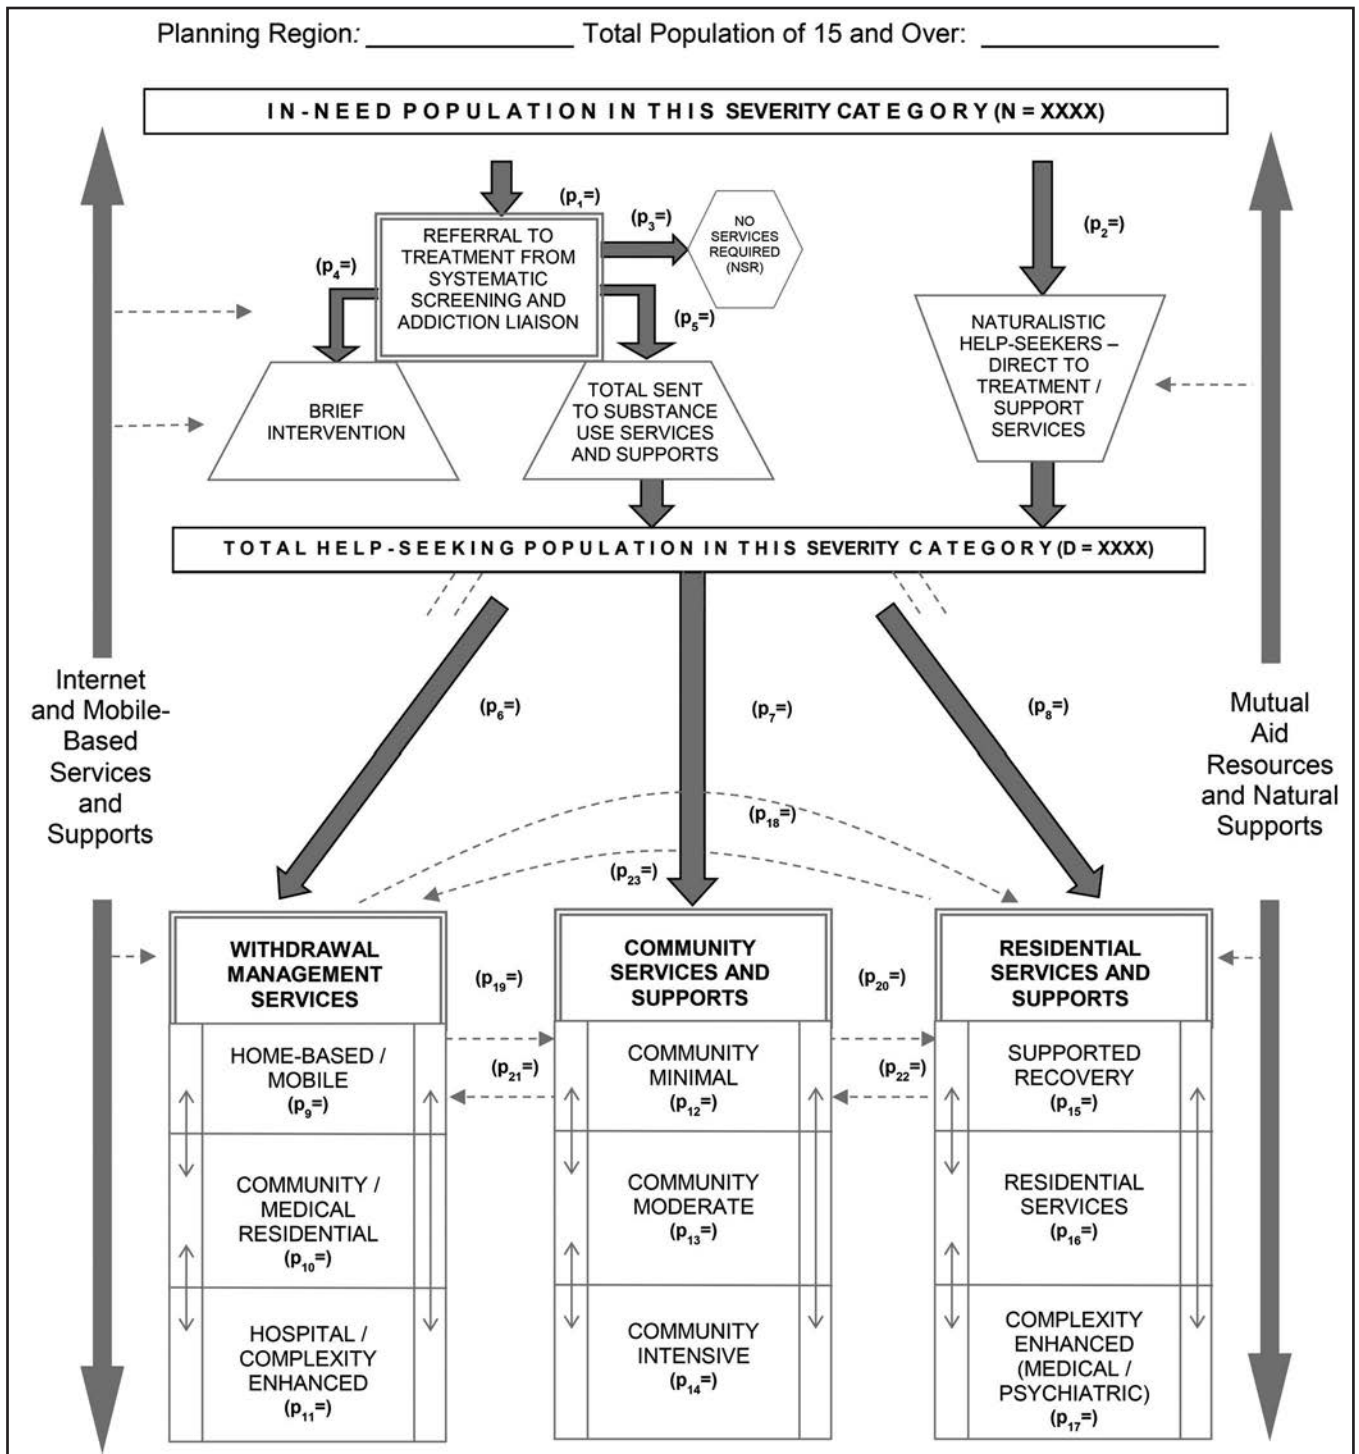 Planning Region: ____________ Total Population of 15 and Over: ____________
IN-NEED POPULATION IN THIS SEVERITY CATEGORY (N = XXXX)
(p1=)
(p3=)
NO
SERVICES
REQUIRED
(NSR)
(p2=)
REFERRAL TO
TREATMENT FROM
SYSTEMATIC
SCREENING AND
ADDICTION LIAISON
(p4=)
(p5=)
NATURALISTIC
HELP-SEEKERS –
DIRECT TO
TREATMENT /
SUPPORT
SERVICES
BRIEF
INTERVENTION
TOTAL SENT
TO SUBSTANCE
USE SERVICES
AND SUPPORTS
TOTAL HELP-SEEKING POPULATION IN THIS SEVERITY CATEGORY (D = XXXX)
Internet
and Mobile-
Based
Services
and
Supports
(p6=)
(p7=)
(p8=)
Mutual
Aid
Resources
and Natural
Supports
(p18=)
(p23=)
WITHDRAWAL
MANAGEMENT
SERVICES
(p19=)
COMMUNITY
SERVICES AND
SUPPORTS
(p20=)
RESIDENTIAL
SERVICES AND
SUPPORTS
HOME-BASED /
MOBILE
(p9=)
(p21=)
COMMUNITY
MINIMAL
(p12=)
(p22=)
SUPPORTED
RECOVERY
(p15=)
COMMUNITY /
MEDICAL
RESIDENTIAL
(p10=)
COMMUNITY
MODERATE
(p13=)
RESIDENTIAL
SERVICES
(p16=)
HOSPITAL /
COMPLEXITY
ENHANCED
(p11=)
COMMUNITY
INTENSIVE
(p14=)
COMPLEXITY
ENHANCED
(MEDICAL /
PSYCHIATRIC)
(p17=)